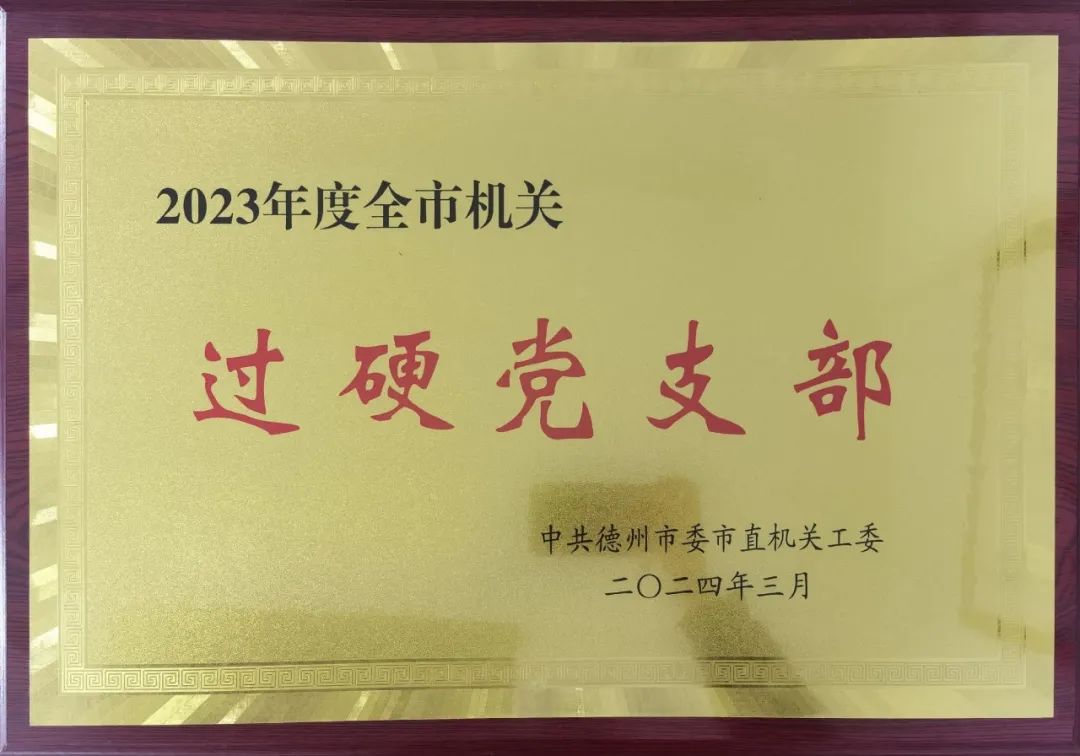 2023年度全市机关
过硬党支部
中共德州市委市直机关工委
二〇二四年三月